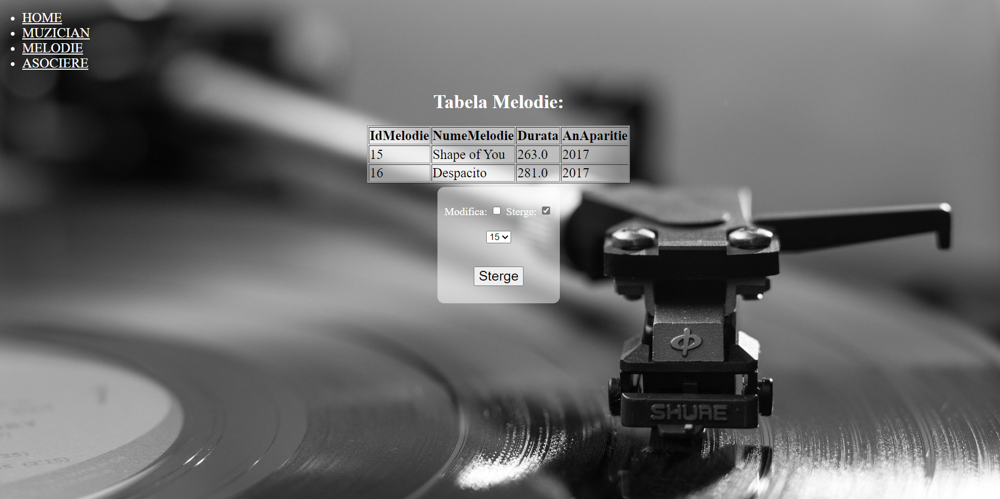 HOME
MUZICIAN
MELODIE
ASOCIERE
Tabela Melodie:
IdMelodie NumeMelodie Durata AnAparitie
15 Shape of You 263.0 2017
16 Despacito 281.0 2017
Modifica: Sterge:
15
Sterge
SHURE